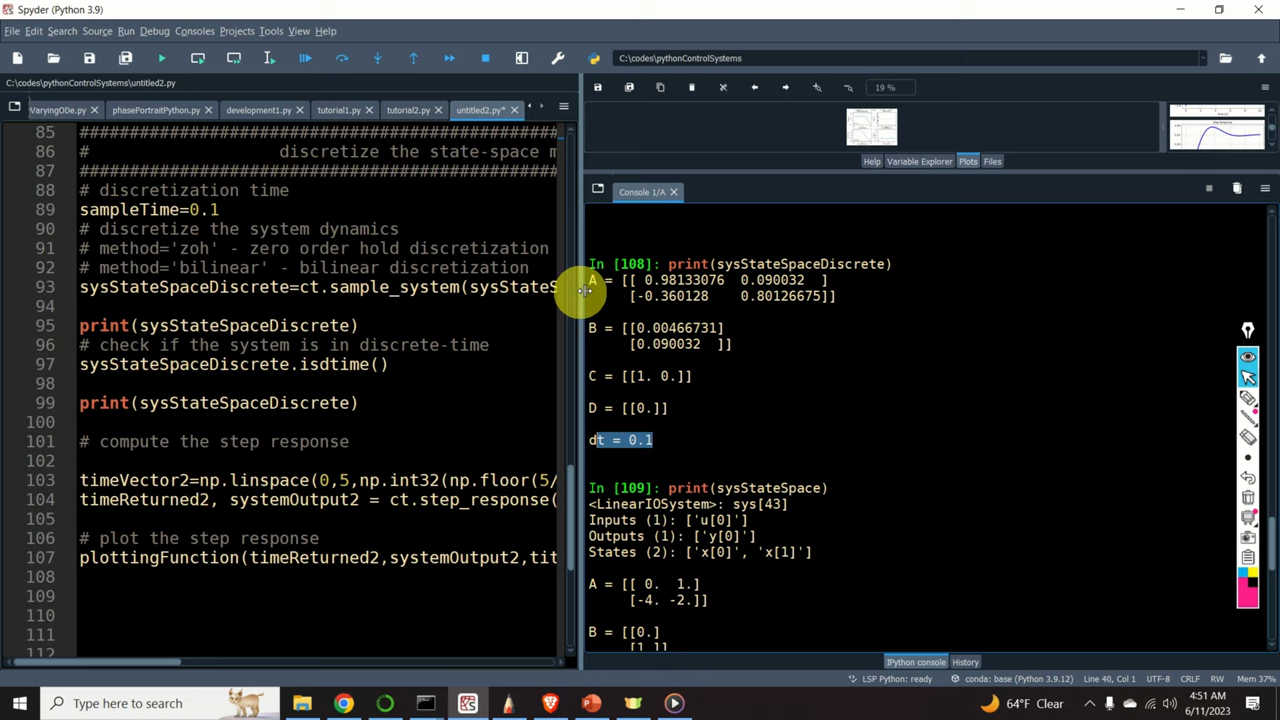 Spyder (Python 3.9)
File Edit Search Source Run Debug Consoles Projects Tools View Help
C:\codes\pythonControlSystems
C:\codes\pythonControlSystems\untitled2.py
VaryingODe.py phasePortraitPython.py development1.py tutorial1.py tutorial2.py untitled2.py*
19 %
Help Variable Explorer Plots Files
Console 1/A
85 ##################################################
86 # discretize the state-space m
87 ##################################################
88 # discretization time
89 sampleTime=0.1
90 # discretize the system dynamics
91 # method='zoh' - zero order hold discretization
92 # method='bilinear' - bilinear discretization
93 sysStateSpaceDiscrete=ct.sample_system(sysStateS
94
95 print(sysStateSpaceDiscrete)
96 # check if the system is in discrete-time
97 sysStateSpaceDiscrete.isdtime()
98
99 print(sysStateSpaceDiscrete)
100
101 # compute the step response
102
103 timeVector2=np.linspace(0,5,np.int32(np.floor(5/
104 timeReturned2, systemOutput2 = ct.step_response(
105
106 # plot the step response
107 plottingFunction(timeReturned2,systemOutput2,tit
108
109
110
111
112
In [108]: print(sysStateSpaceDiscrete)
A = [[ 0.98133076 0.090032 ]
[-0.360128 0.80126675]]
B = [[0.00466731]
[0.090032 ]]
C = [[1. 0.]]
D = [[0.]]
dt = 0.1
In [109]: print(sysStateSpace)
<LinearIOSystem>: sys[43]
Inputs (1): ['u[0]']
Outputs (1): ['y[0]']
States (2): ['x[0]', 'x[1]']
A = [[ 0. 1.]
[-4. -2.]]
B = [[0.]
[1.]]
IPython console History
LSP Python: ready conda: base (Python 3.9.12) Line 40, Col 1 UTF-8 CRLF RW Mem 37%
Type here to search
64°F Clear
4:51 AM
6/11/2023